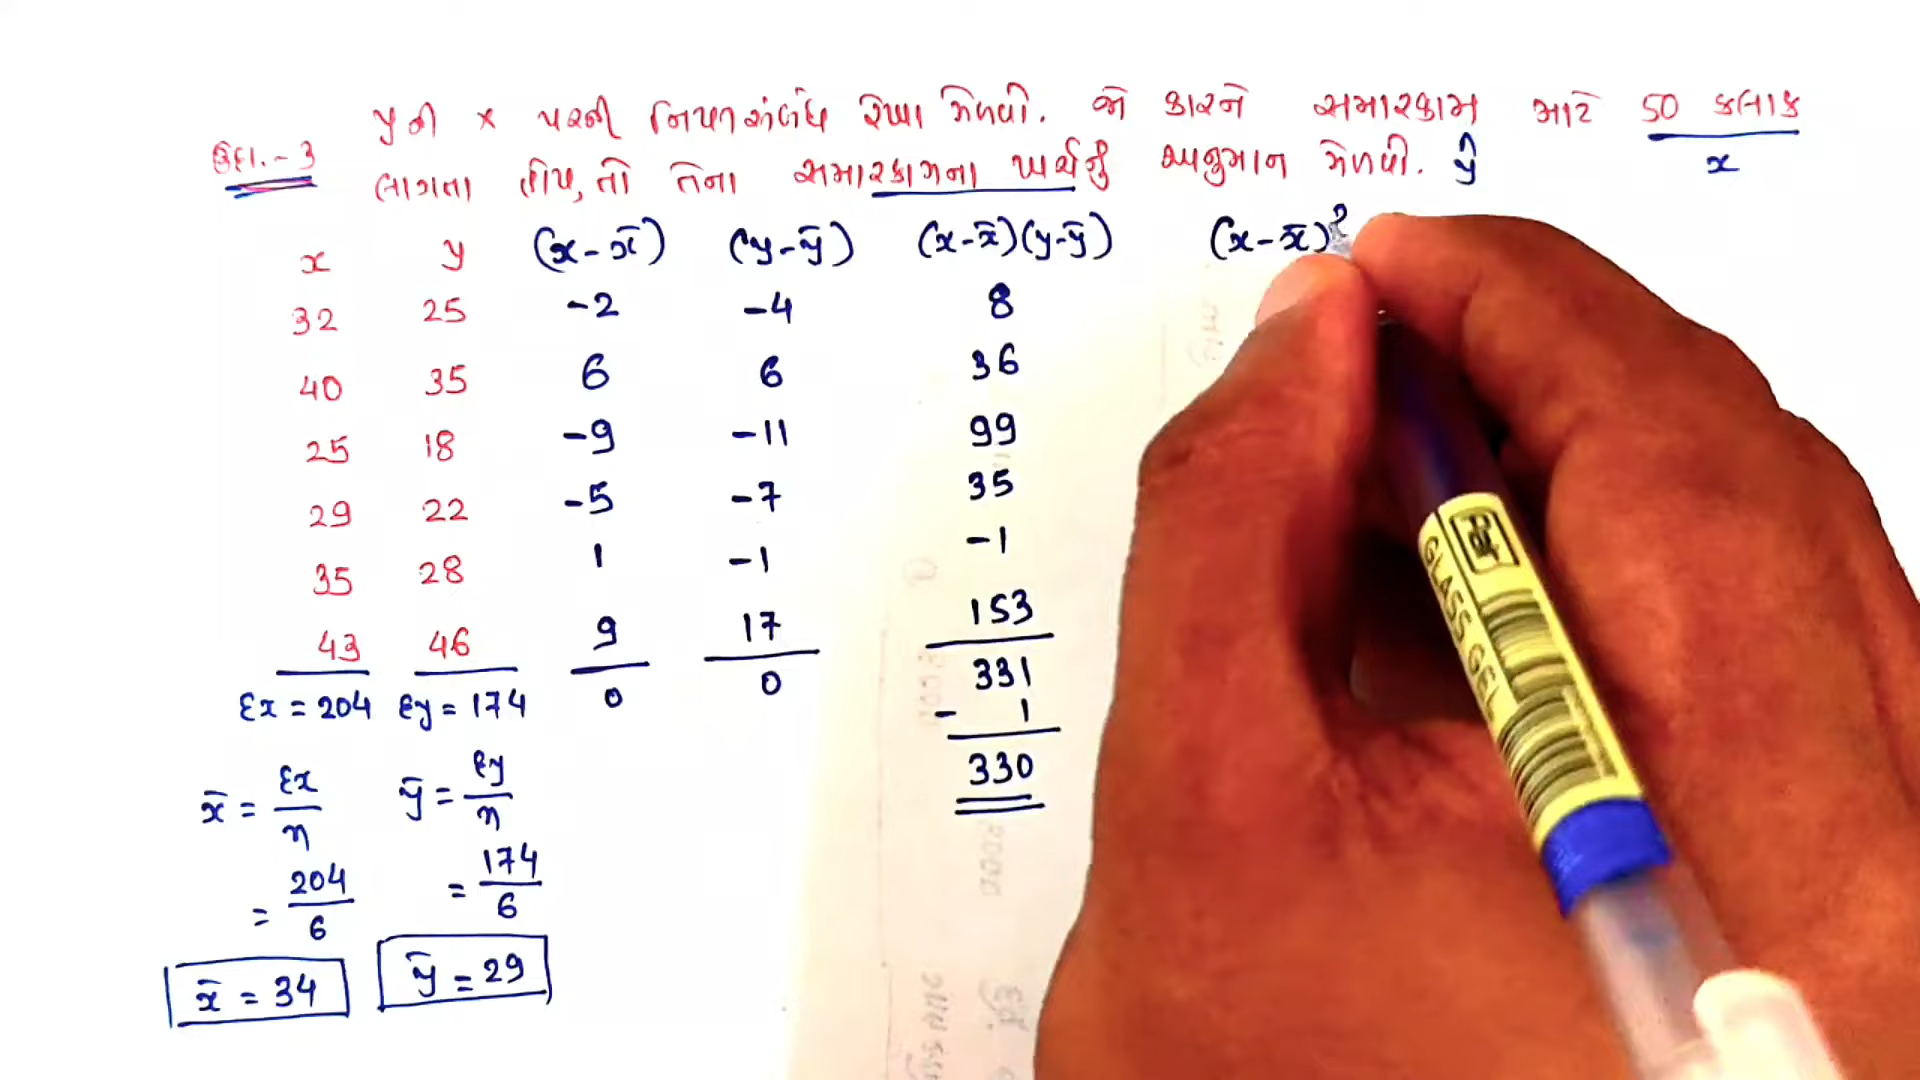 ઉદા.-3 y ની x પરની નિયતસંબંધ રેખા મેળવો. જો કારને સમારકામ માટે 50 કલાક
લાગતા હોય, તો તેના સમારકામના ખર્ચનું અનુમાન મેળવો. ŷ x
x y (x-x̄) (y-ȳ) (x-x̄)(y-ȳ) (x-x̄)²
32 25 -2 -4 8
40 35 6 6 36
25 18 -9 -11 99
29 22 -5 -7 35
35 28 1 -1 -1
43 46 9 17 153
Σx = 204 Σy = 174 0 0 331
- 1
330
x̄ = Σx/n ȳ = Σy/n
= 204/6 = 174/6
x̄ = 34 ȳ = 29
GLASS GEL